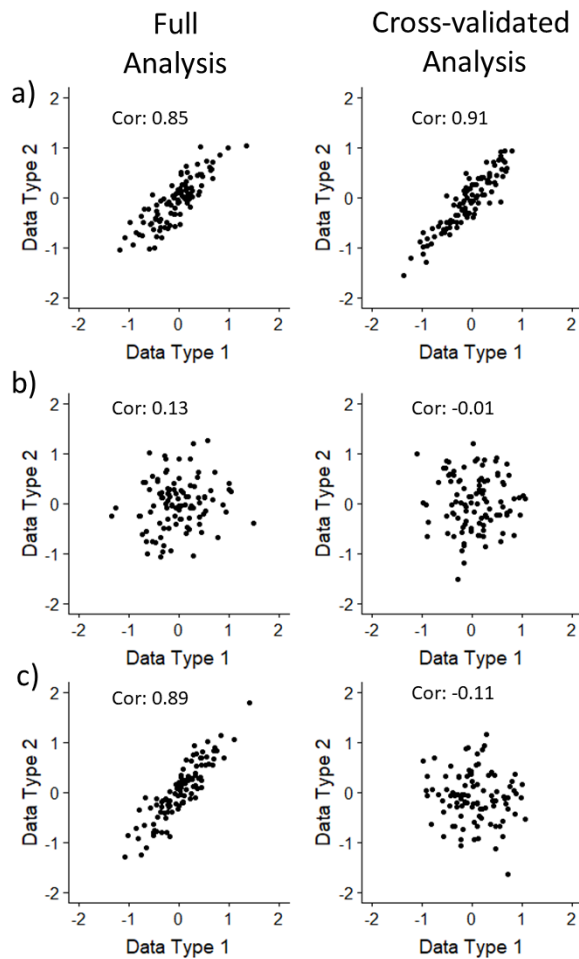 Full
Analysis
Cross-validated
Analysis
a)
Cor: 0.85
2
1
0
-1
-2
Data Type 2
-2 -1 0 1 2
Data Type 1
Cor: 0.91
2
1
0
-1
-2
Data Type 2
-2 -1 0 1 2
Data Type 1
b)
Cor: 0.13
2
1
0
-1
-2
Data Type 2
-2 -1 0 1 2
Data Type 1
Cor: -0.01
2
1
0
-1
-2
Data Type 2
-2 -1 0 1 2
Data Type 1
c)
Cor: 0.89
2
1
0
-1
-2
Data Type 2
-2 -1 0 1 2
Data Type 1
Cor: -0.11
2
1
0
-1
-2
Data Type 2
-2 -1 0 1 2
Data Type 1